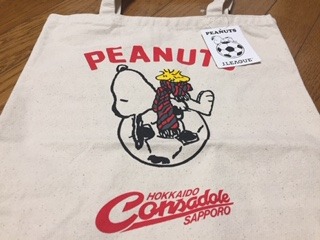 PEANUTS
PEANUTS
J.LEAGUE
HOKKAIDO
Consadole
SAPPORO